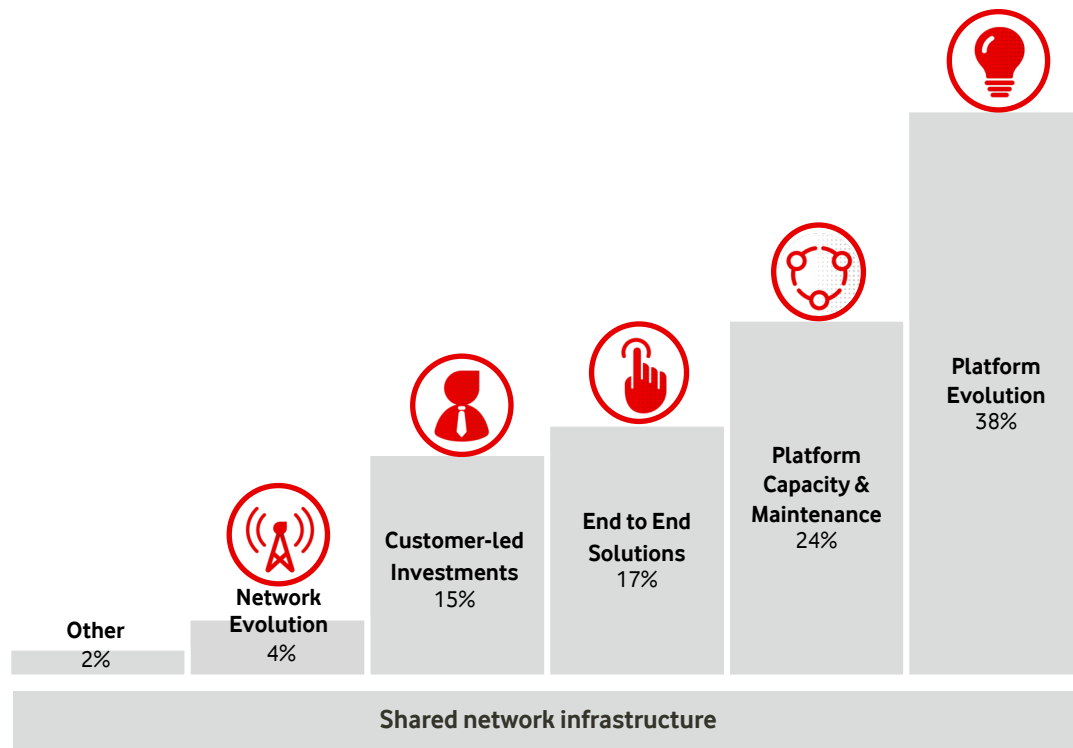 Other
2%
Network
Evolution
4%
Customer-led
Investments
15%
End to End
Solutions
17%
Platform
Capacity &
Maintenance
24%
Platform
Evolution
38%
Shared network infrastructure